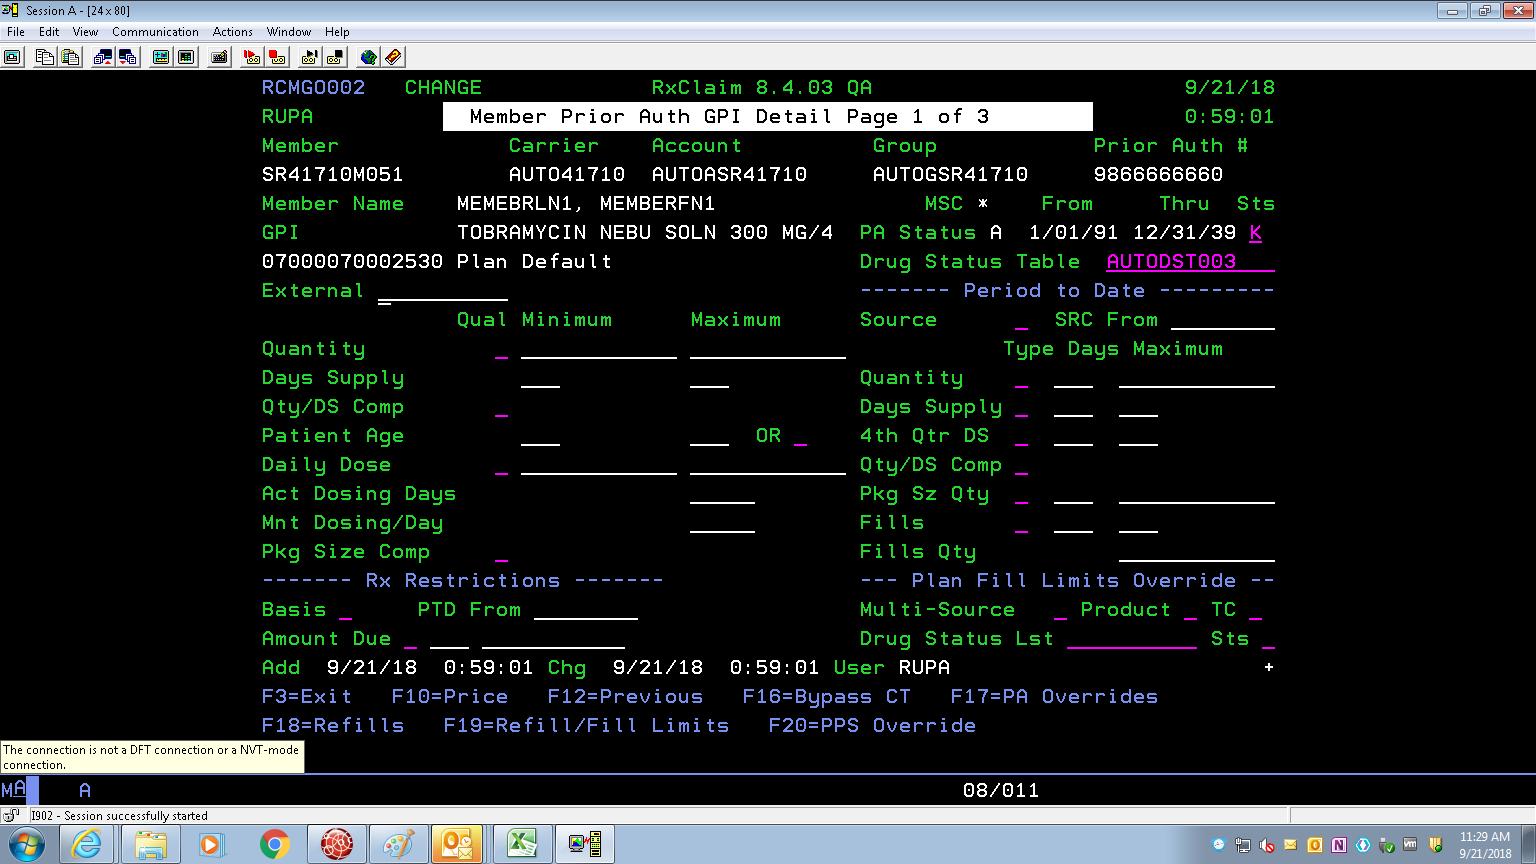 Session A - [24 x 80]
File Edit View Communication Actions Window Help
RCMGO002 CHANGE RxClaim 8.4.03 QA 9/21/18
RUPA Member Prior Auth GPI Detail Page 1 of 3 0:59:01
Member Carrier Account Group Prior Auth #
SR41710M051 AUTO41710 AUTOASR41710 AUTOGSR41710 9866666660
Member Name MEMEBRLN1, MEMBERFN1 MSC * From Thru Sts
GPI TOBRAMYCIN NEBU SOLN 300 MG/4 PA Status A 1/01/91 12/31/39 K
07000070002530 Plan Default Drug Status Table AUTODST003
External ------- Period to Date ---------
Qual Minimum Maximum Source SRC From
Quantity Type Days Maximum
Days Supply Quantity
Qty/DS Comp Days Supply
Patient Age OR 4th Qtr DS
Daily Dose Qty/DS Comp
Act Dosing Days Pkg Sz Qty
Mnt Dosing/Day Fills
Pkg Size Comp Fills Qty
------- Rx Restrictions ------- --- Plan Fill Limits Override --
Basis PTD From Multi-Source Product TC
Amount Due Drug Status Lst Sts
Add 9/21/18 0:59:01 Chg 9/21/18 0:59:01 User RUPA +
F3=Exit F10=Price F12=Previous F16=Bypass CT F17=PA Overrides
F18=Refills F19=Refill/Fill Limits F20=PPS Override
The connection is not a DFT connection or a NVT-mode
connection.
MA A 08/011
I902 - Session successfully started
11:29 AM
9/21/2018